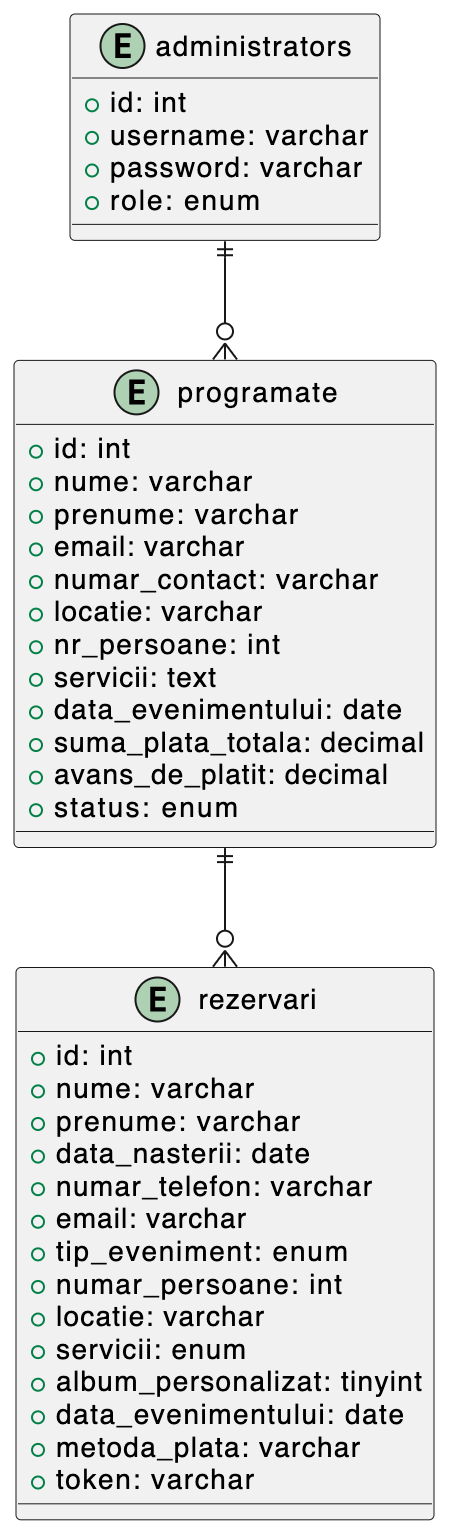 E administrators
id: int
username: varchar
password: varchar
role: enum
E programate
id: int
nume: varchar
prenume: varchar
email: varchar
numar_contact: varchar
locatie: varchar
nr_persoane: int
servicii: text
data_evenimentului: date
suma_plata_totala: decimal
avans_de_platit: decimal
status: enum
E rezervari
id: int
nume: varchar
prenume: varchar
data_nasterii: date
numar_telefon: varchar
email: varchar
tip_eveniment: enum
numar_persoane: int
locatie: varchar
servicii: enum
album_personalizat: tinyint
data_evenimentului: date
metoda_plata: varchar
token: varchar